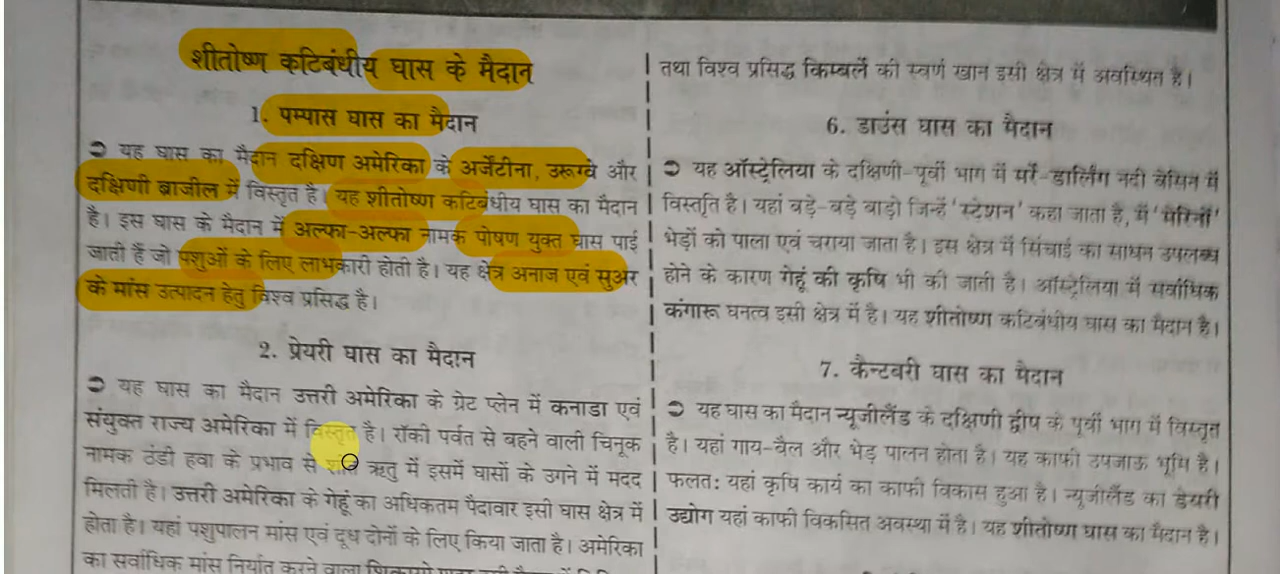 शीतोष्ण कटिबंधीय घास के मैदान
1. पम्पास घास का मैदान
➲ यह घास का मैदान दक्षिण अमेरिका के अर्जेंटीना, उरूग्वे और
दक्षिणी ब्राजील में विस्तृत है। यह शीतोष्ण कटिबंधीय घास का मैदान
है। इस घास के मैदान में अल्फा-अल्फा नामक पोषण युक्त घास पाई
जाती हैं जो पशुओं के लिए लाभकारी होती है। यह क्षेत्र अनाज एवं सुअर
के मांस उत्पादन हेतु विश्व प्रसिद्ध है।
2. प्रेयरी घास का मैदान
➲ यह घास का मैदान उत्तरी अमेरिका के ग्रेट प्लेन में कनाडा एवं
संयुक्त राज्य अमेरिका में विस्तृत है। रॉकी पर्वत से बहने वाली चिनूक
नामक ठंडी हवा के प्रभाव से ऋतु में इसमें घासों के उगने में मदद
मिलती है। उत्तरी अमेरिका के गेहूं का अधिकतम पैदावार इसी घास क्षेत्र में
होता है। यहां पशुपालन मांस एवं दूध दोनों के लिए किया जाता है। अमेरिका
का सर्वाधिक मांस निर्यात करने वाला
तथा विश्व प्रसिद्ध किम्बर्ले की स्वर्ण खान इसी क्षेत्र में अवस्थित है।
6. डाउंस घास का मैदान
➲ यह ऑस्ट्रेलिया के दक्षिणी-पूर्वी भाग में मर्रे-डार्लिंग नदी बेसिन में
विस्तृति है। यहां बड़े-बड़े बाड़ो जिन्हें 'स्टेशन' कहा जाता है, में 'मेरिनों'
भेड़ों को पाला एवं चराया जाता है। इस क्षेत्र में सिंचाई का साधन उपलब्ध
होने के कारण गेहूं की कृषि भी की जाती है। ऑस्ट्रेलिया में सर्वाधिक
कंगारू घनत्व इसी क्षेत्र में है। यह शीतोष्ण कटिबंधीय घास का मैदान है।
7. कैन्टबरी घास का मैदान
➲ यह घास का मैदान न्यूजीलैंड के दक्षिणी द्वीप के पूर्वी भाग में विस्तृत
है। यहां गाय-बैल और भेड़ पालन होता है। यह काफी उपजाऊ भूमि है।
फलतः यहां कृषि कार्य का काफी विकास हुआ है। न्यूजीलैंड का डेयरी
उद्योग यहां काफी विकसित अवस्था में है। यह शीतोष्ण घास का मैदान है।